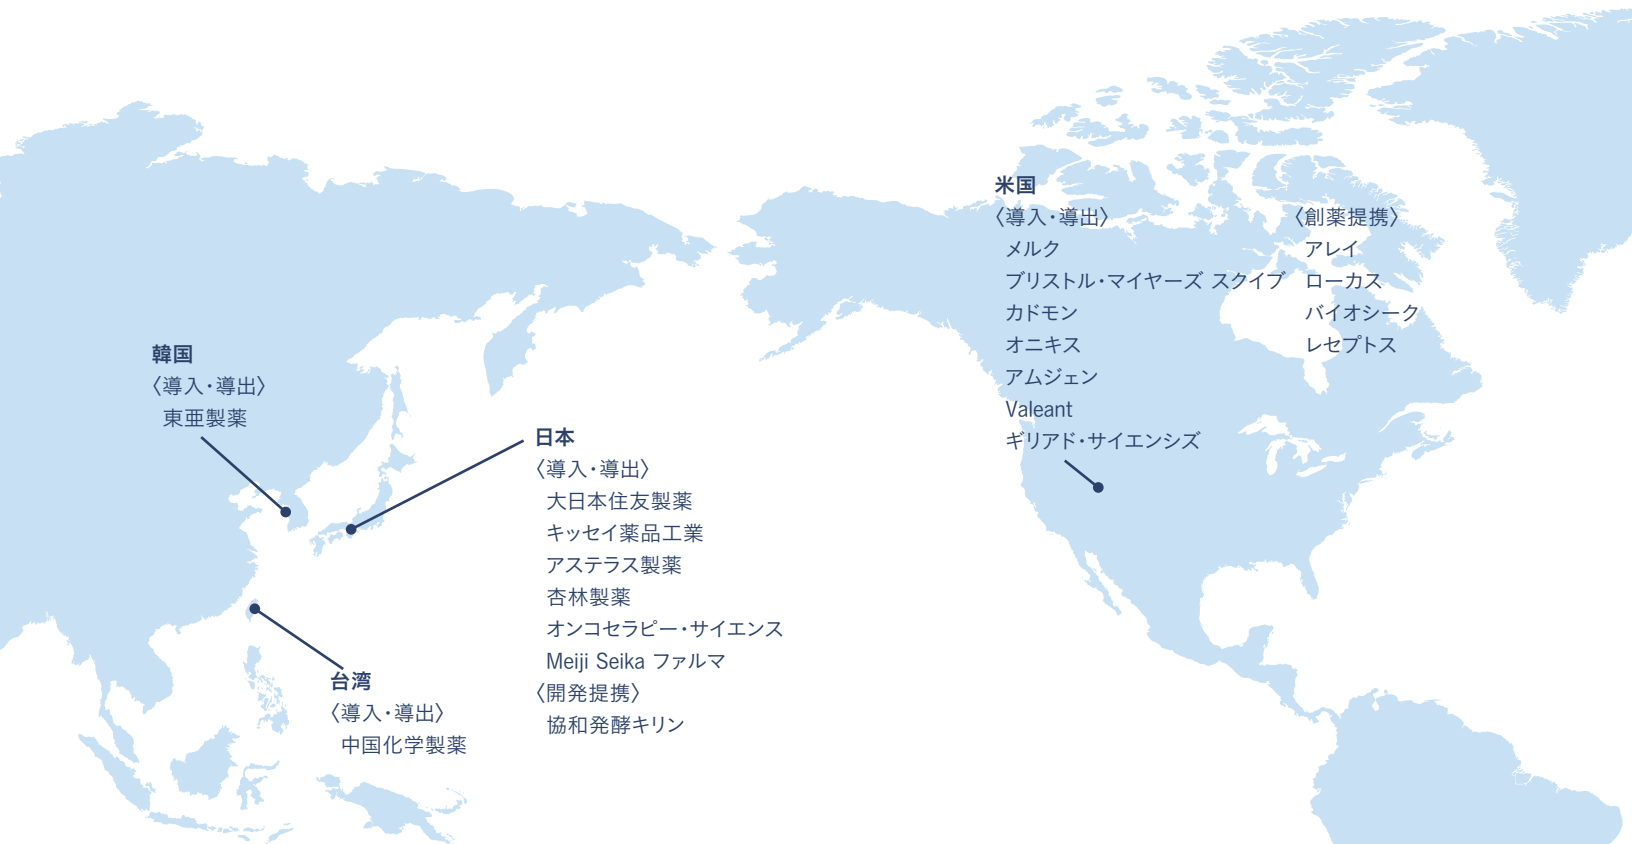 韓国
〈導入・導出〉
東亜製薬
日本
〈導入・導出〉
大日本住友製薬
キッセイ薬品工業
アステラス製薬
杏林製薬
オンコセラピー・サイエンス
Meiji Seika ファルマ
〈開発提携〉
協和発酵キリン
台湾
〈導入・導出〉
中国化学製薬
米国
〈導入・導出〉
メルク
ブリストル・マイヤーズ スクイブ
カドモン
オニキス
アムジェン
Valeant
ギリアド・サイエンシズ
〈創薬提携〉
アレイ
ローカス
バイオシーク
レセプトス